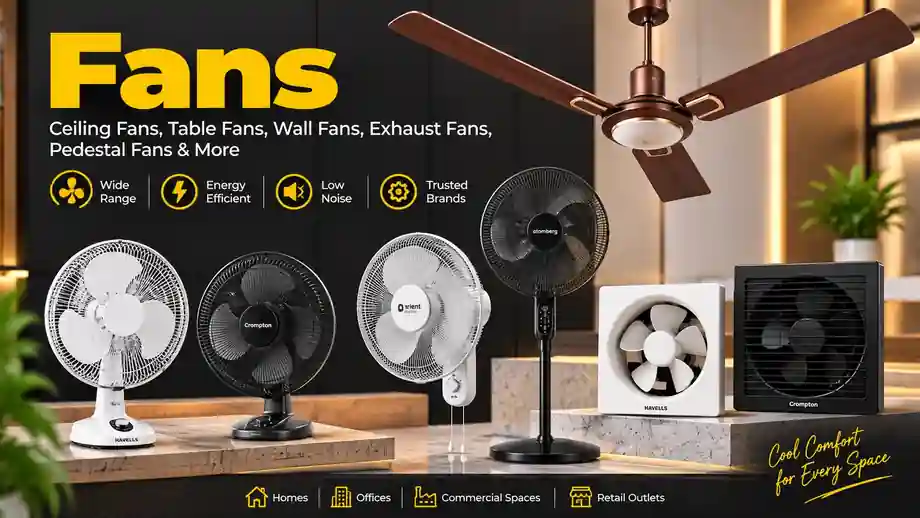 Fans
Ceiling Fans, Table Fans, Wall Fans, Exhaust Fans,
Pedestal Fans & More
Wide
Range
Energy
Efficient
Low
Noise
Trusted
Brands
atomberg
orient
Crompton
HAVELLS
HAVELLS
Crompton
Cool Comfort
for Every Space
Homes
Offices
Commercial Spaces
Retail Outlets